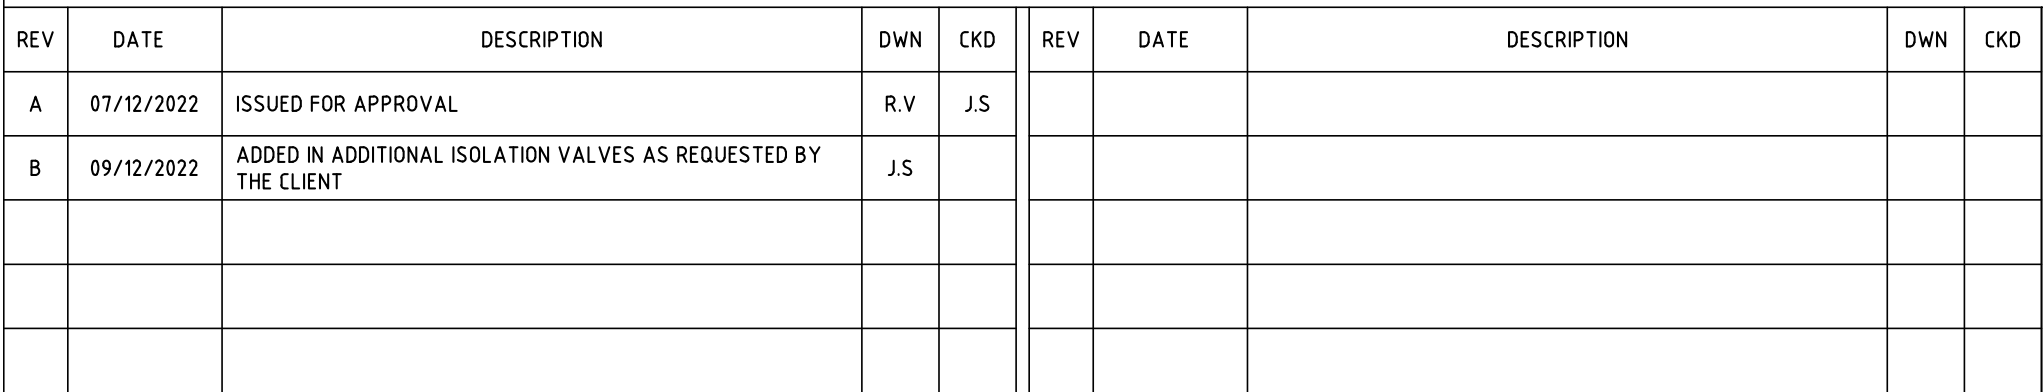 REV DATE DESCRIPTION DWN CKD REV DATE DESCRIPTION DWN CKD
A 07/12/2022 ISSUED FOR APPROVAL R.V J.S
B 09/12/2022 ADDED IN ADDITIONAL ISOLATION VALVES AS REQUESTED BY J.S
THE CLIENT